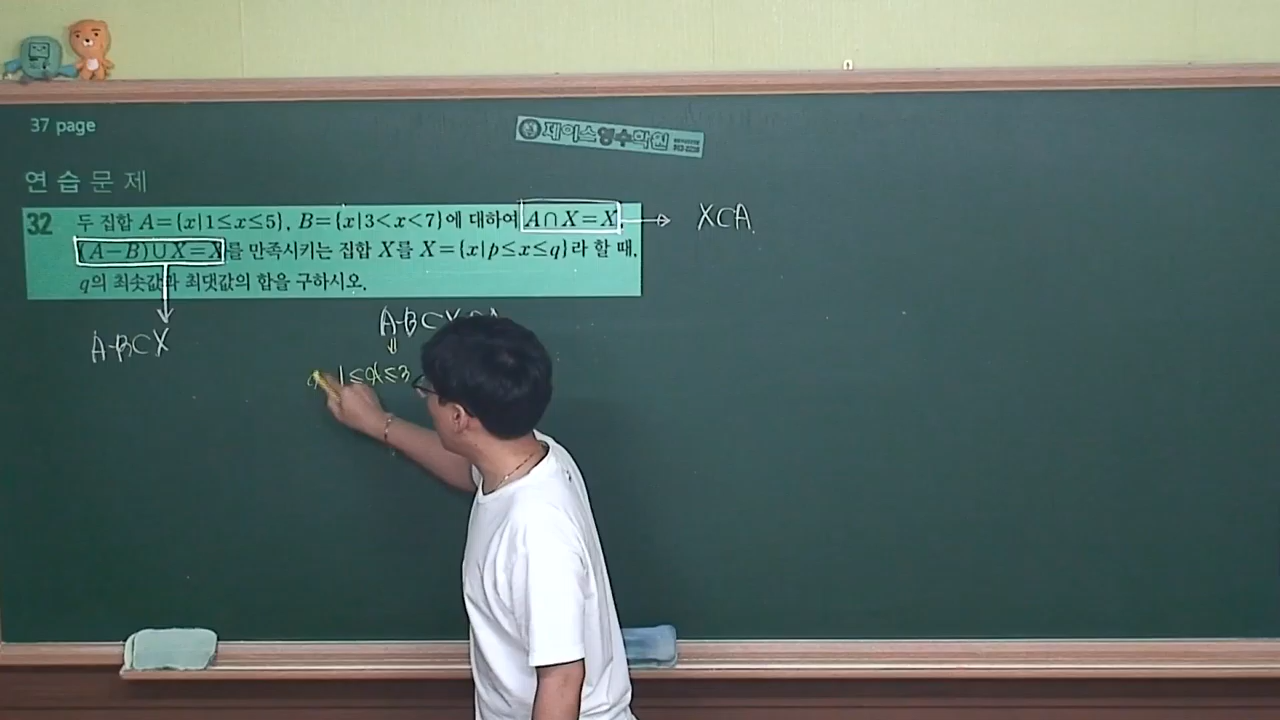 37 page
제이스영수학원
연 습 문 제
32 두 집합 A={x|1≤x≤5}, B={x|3<x<7}에 대하여 A∩X=X → X⊂A
(A−B)∪X=X를 만족시키는 집합 X를 X={x|p≤x≤q}라 할 때,
q의 최솟값과 최댓값의 합을 구하시오.
A-B⊂X
A-B⊂X
1≤x≤3